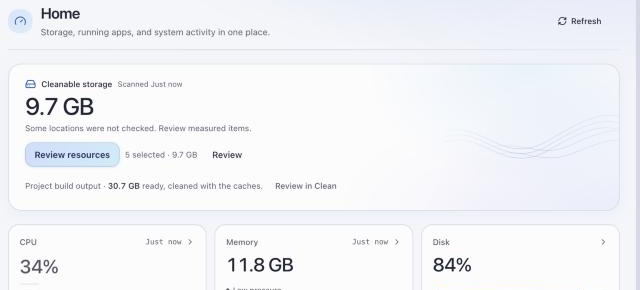 Home
Storage, running apps, and system activity in one place.
Refresh
Cleanable storage Scanned Just now
9.7 GB
Some locations were not checked. Review measured items.
Review resources 5 selected · 9.7 GB Review
Project build output · 30.7 GB ready, cleaned with the caches. Review in Clean
CPU Just now
34%
Memory Just now
11.8 GB
Disk
84%